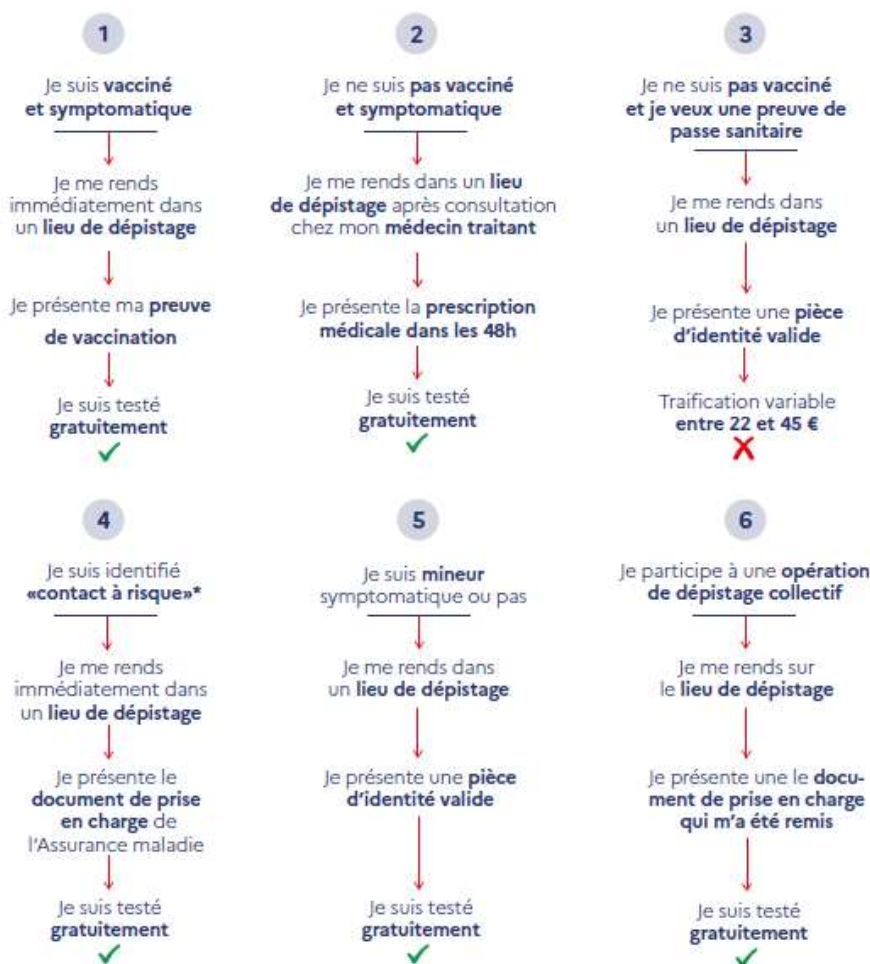 1
Je suis vacciné
et symptomatique
Je me rends
immédiatement dans
un lieu de dépistage
Je présente ma preuve
de vaccination
Je suis testé
gratuitement
2
Je ne suis pas vacciné
et symptomatique
Je me rends dans un lieu
de dépistage après consultation
chez mon médecin traitant
Je présente la prescription
médicale dans les 48h
Je suis testé
gratuitement
3
Je ne suis pas vacciné
et je veux une preuve de
passe sanitaire
Je me rends dans
un lieu de dépistage
Je présente une pièce
d'identité valide
Traification variable
entre 22 et 45 €
4
Je suis identifié
«contact à risque»*
Je me rends
immédiatement dans
un lieu de dépistage
Je présente le
document de prise
en charge de
l'Assurance maladie
Je suis testé
gratuitement
5
Je suis mineur
symptomatique ou pas
Je me rends dans
un lieu de dépistage
Je présente une pièce
d'identité valide
Je suis testé
gratuitement
6
Je participe à une opération
de dépistage collectif
Je me rends sur
le lieu de dépistage
Je présente une le docu-
ment de prise en charge
qui m'a été remis
Je suis testé
gratuitement